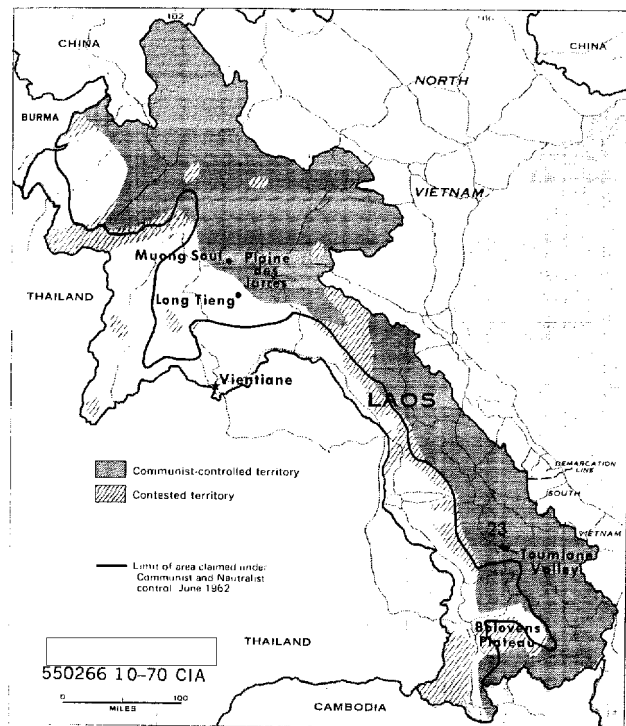 102
106
CHINA
CHINA
NORTH
BURMA
VIETNAM
Muong Soui
Plaine
des
Jarres
THAILAND
Long Tieng
Vientiane
LAOS
Communist-controlled territory
Contested territory
DEMARCATION
LINE
SOUTH
VIETNAM
23
Toumlane
Valley
Limit of area claimed under
Communist and Neutralist
control, June 1962
Bolovens
Plateau
THAILAND
550266 10-70 CIA
0 100
MILES
CAMBODIA